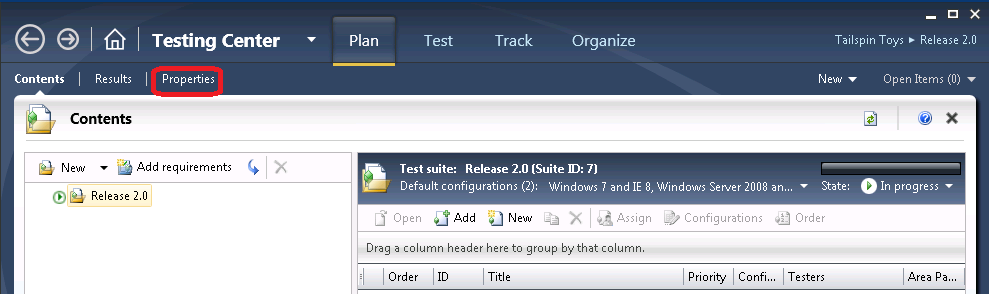 Testing Center Plan Test Track Organize Tailspin Toys ▸ Release 2.0
Contents Results Properties New Open Items (0)
Contents
New Add requirements
Release 2.0
Test suite: Release 2.0 (Suite ID: 7)
Default configurations (2): Windows 7 and IE 8, Windows Server 2008 an... State: In progress
Open Add New Assign Configurations Order
Drag a column header here to group by that column.
Order ID Title Priority Confi... Testers Area Pa...